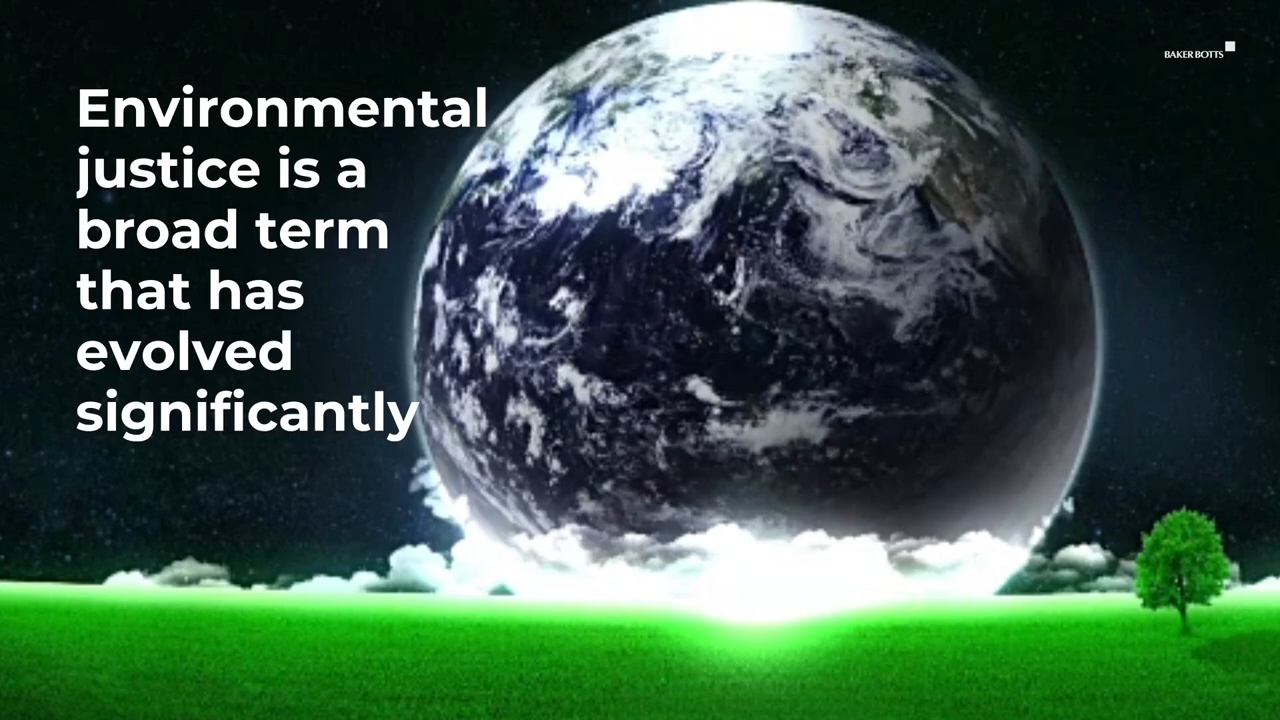 Environmental
justice is a
broad term
that has
evolved
significantly
BAKER BOTTS